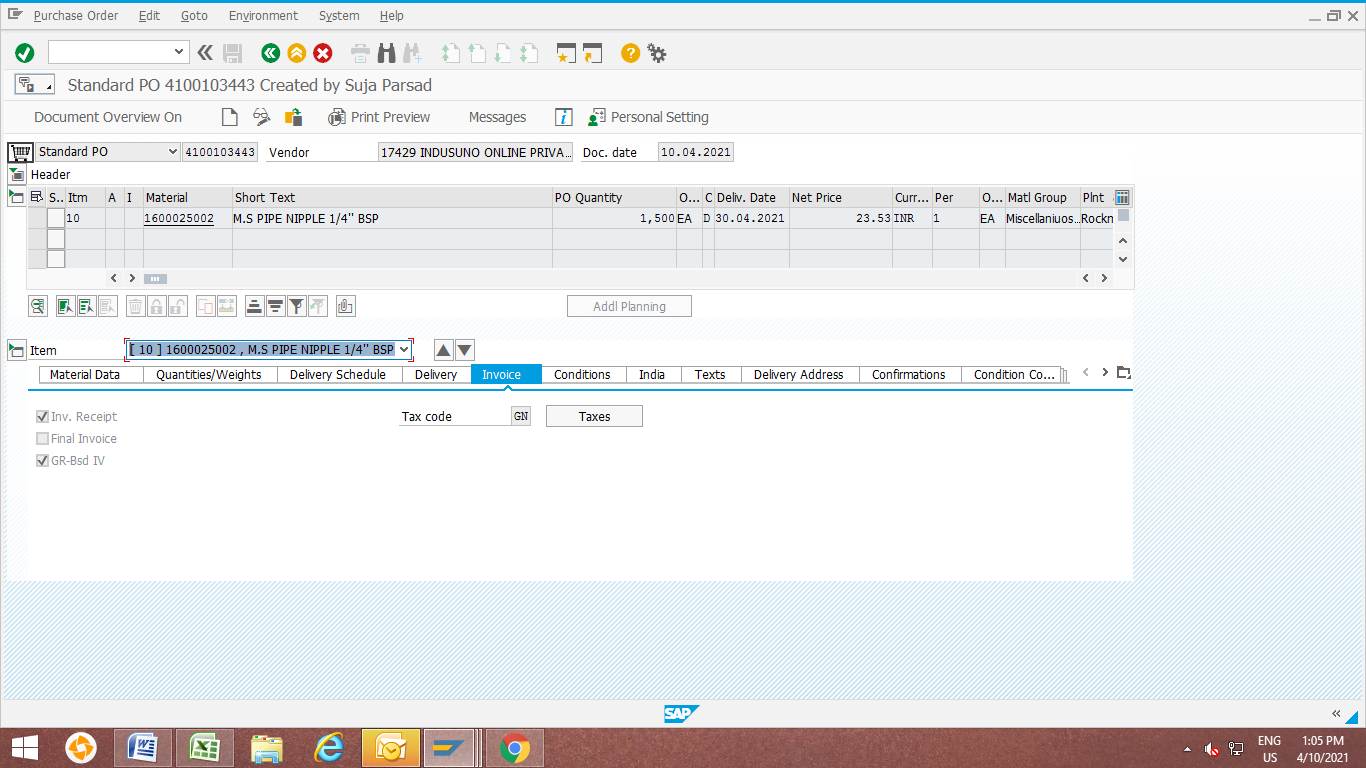 Purchase Order Edit Goto Environment System Help
Standard PO 4100103443 Created by Suja Parsad
Document Overview On Print Preview Messages Personal Setting
Standard PO 4100103443 Vendor 17429 INDUSUNO ONLINE PRIVA... Doc. date 10.04.2021
Header
S.. Itm A I Material Short Text PO Quantity O... C Deliv. Date Net Price Curr... Per O... Matl Group Plnt
10 1600025002 M.S PIPE NIPPLE 1/4" BSP 1,500 EA D 30.04.2021 23.53 INR 1 EA Miscellaniuos... Rockn
Addl Planning
Item [ 10 ] 1600025002 , M.S PIPE NIPPLE 1/4" BSP
Material Data Quantities/Weights Delivery Schedule Delivery Invoice Conditions India Texts Delivery Address Confirmations Condition Co...
Inv. Receipt Tax code GN Taxes
Final Invoice
GR-Bsd IV
SAP
ENG 1:05 PM
US 4/10/2021